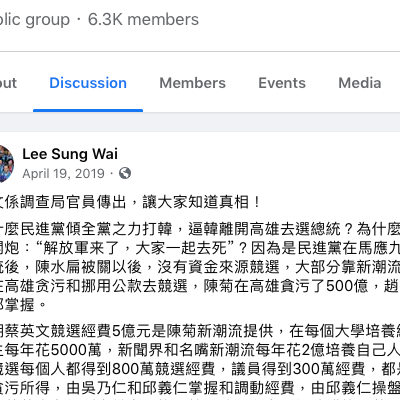 blic group · 6.3K members
out Discussion Members Events Media
Lee Sung Wai
April 19, 2019 ·
係調查局官員傳出，讓大家知道真相！
什麼民進黨傾全黨之力打韓，逼韓離開高雄去選總統？為什麼
炮：“解放軍来了，大家一起去死”？因為是民進黨在馬應九
後，陳水扁被關以後，沒有資金來源競選，大部分靠新潮流
在高雄貪污和挪用公款去競選，陳菊在高雄貪污了500億，趙
掌握。
蔡英文競選經費5億元是陳菊新潮流提供，在每個大學培養
每年花5000萬，新聞界和名嘴新潮流每年花2億培養自己人
競選每個人都得到800萬競選經費，議員得到300萬經費，都
貪污所得，由吳乃仁和邱義仁掌握和調動經費，由邱義仁操盤